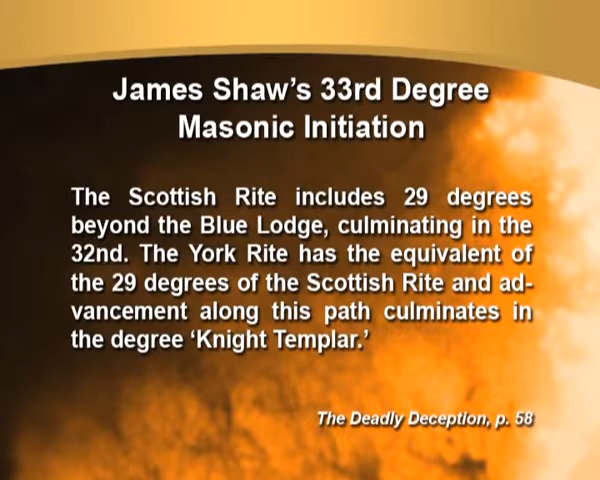 James Shaw’s 33rd Degree
Masonic Initiation
The Scottish Rite includes 29 degrees
beyond the Blue Lodge, culminating in the
32nd. The York Rite has the equivalent of
the 29 degrees of the Scottish Rite and ad-
vancement along this path culminates in
the degree ‘Knight Templar.’
The Deadly Deception, p. 58